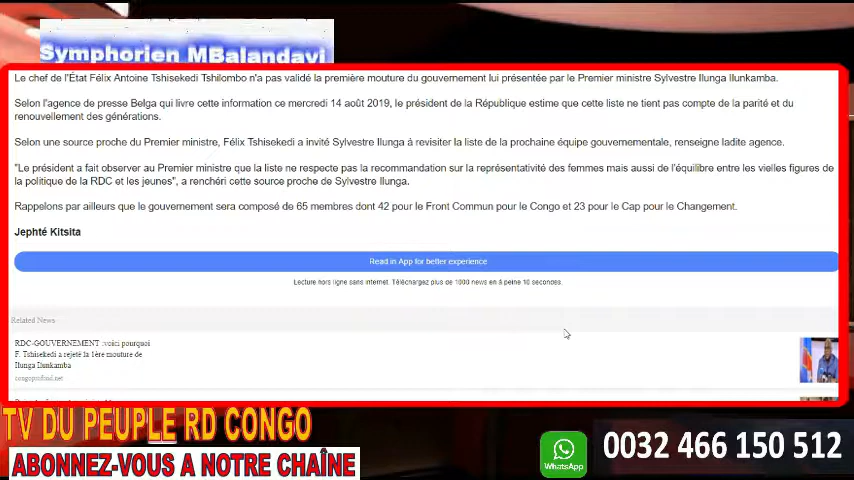 Symphorien MBalandavi
Le chef de l'État Félix Antoine Tshisekedi Tshilombo n'a pas validé la première mouture du gouvernement lui présentée par le Premier ministre Sylvestre Ilunga Ilunkamba.
Selon l'agence de presse Belga qui livre cette information ce mercredi 14 août 2019, le président de la République estime que cette liste ne tient pas compte de la parité et du
renouvellement des générations.
Selon une source proche du Premier ministre, Félix Tshisekedi a invité Sylvestre Ilunga à revisiter la liste de la prochaine équipe gouvernementale, renseigne ladite agence.
"Le président a fait observer au Premier ministre que la liste ne respecte pas la recommandation sur la représentativité des femmes mais aussi de l'équilibre entre les vielles figures de
la politique de la RDC et les jeunes", a renchéri cette source proche de Sylvestre Ilunga.
Rappelons par ailleurs que le gouvernement sera composé de 65 membres dont 42 pour le Front Commun pour le Congo et 23 pour le Cap pour le Changement.
Jephté Kitsita
Read in App for better experience
Lecture hors ligne sans internet. Téléchargez plus de 1000 news en à peine 10 secondes.
Related News
RDC-GOUVERNEMENT :voici pourquoi
F. Tshisekedi a rejeté la 1ère mouture de
Ilunga Ilunkamba
congoprofond.net
TV DU PEUPLE RD CONGO
ABONNEZ-VOUS A NOTRE CHAÎNE
WhatsApp
0032 466 150 512